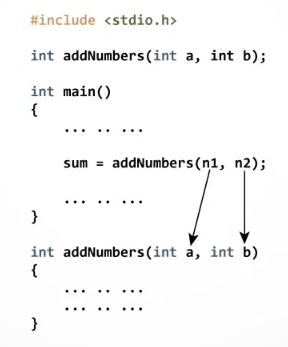 #include <stdio.h>
int addNumbers(int a, int b);
int main()
{
... .. ...
sum = addNumbers(n1, n2);
... .. ...
}
int addNumbers(int a, int b)
{
... .. ...
... .. ...
}